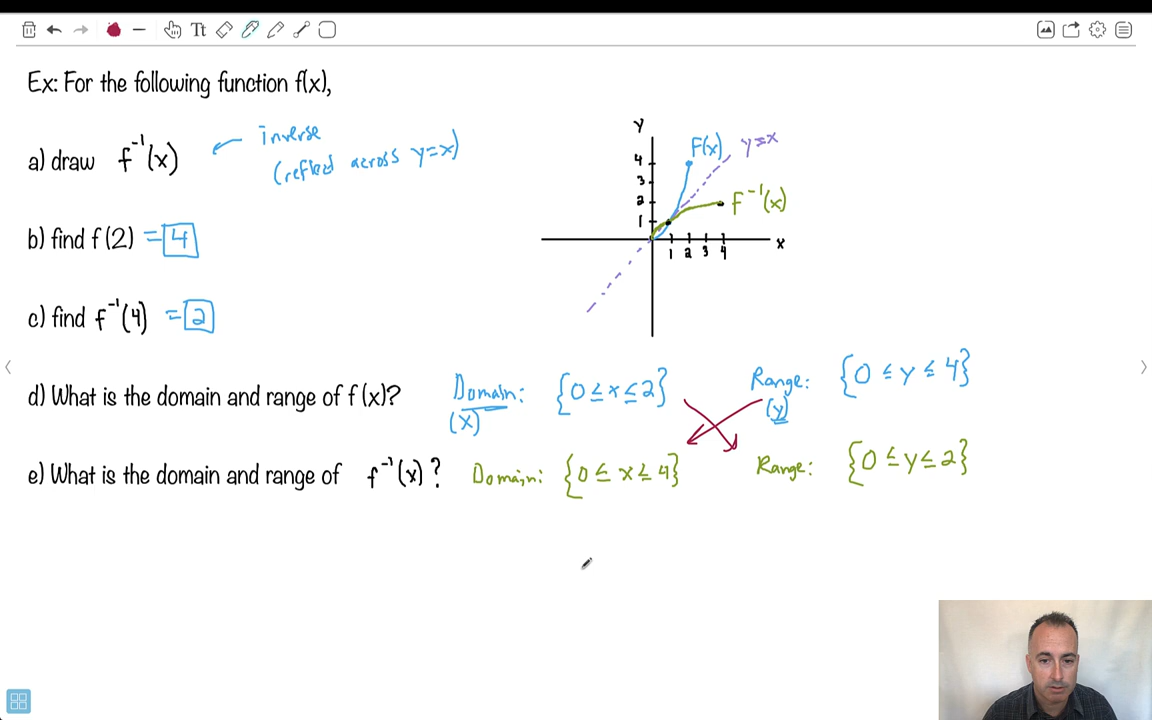 Tt
Ex: For the following function f(x),
a) draw f⁻¹(x)
inverse
(reflect across y=x)
b) find f(2) = 4
c) find f⁻¹(4) = 2
y
4
3
2
1
F(x)
y=x
f⁻¹(x)
1 2 3 4
x
d) What is the domain and range of f(x)? Domain: {0 ≤ x ≤ 2} Range: {0 ≤ y ≤ 4}
(x) (y)
e) What is the domain and range of f⁻¹(x)? Domain: {0 ≤ x ≤ 4} Range: {0 ≤ y ≤ 2}